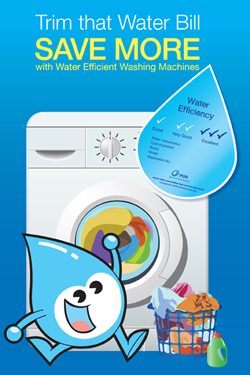 Trim that Water Bill
SAVE MORE
with Water Efficient Washing Machines
Water
Efficiency
Good
Very Good
Excellent
PUB